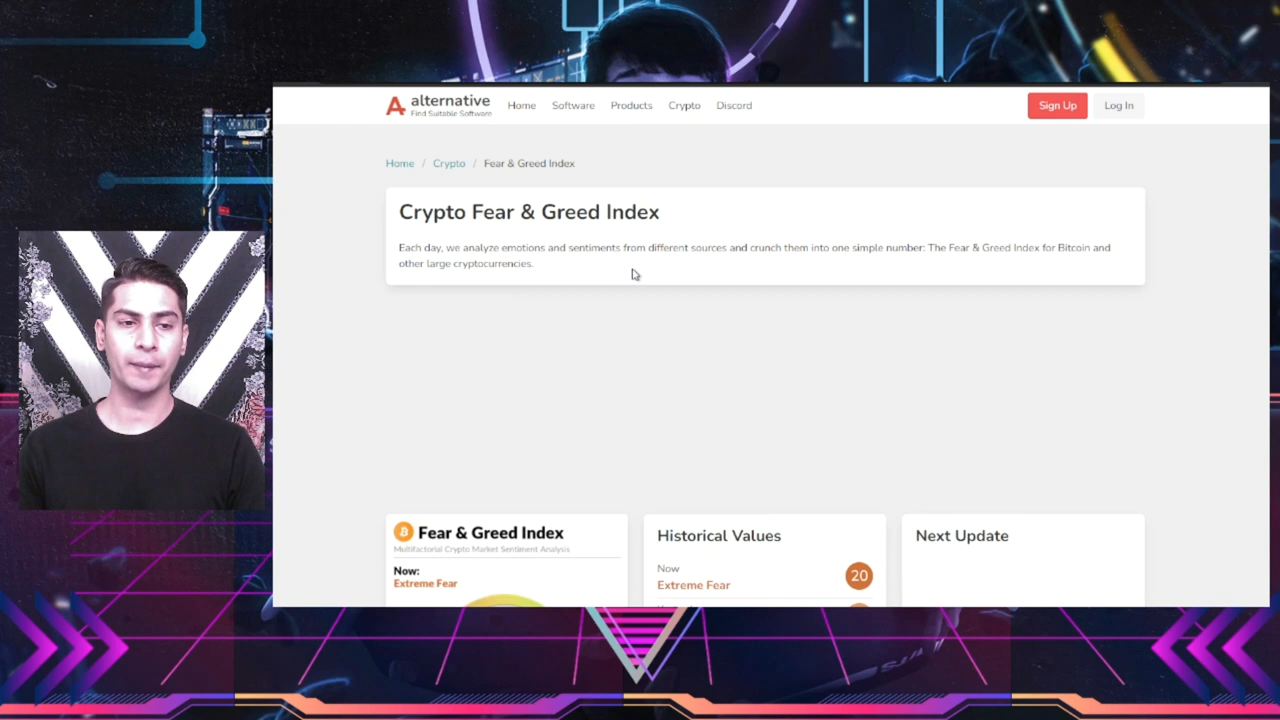 alternative
Find Suitable Software
Home
Software
Products
Crypto
Discord
Sign Up
Log In
Home / Crypto / Fear & Greed Index
Crypto Fear & Greed Index
Each day, we analyze emotions and sentiments from different sources and crunch them into one simple number: The Fear & Greed Index for Bitcoin and
other large cryptocurrencies.
Fear & Greed Index
Multifactorial Crypto Market Sentiment Analysis
Now:
Extreme Fear
Historical Values
Now
Extreme Fear
20
Next Update